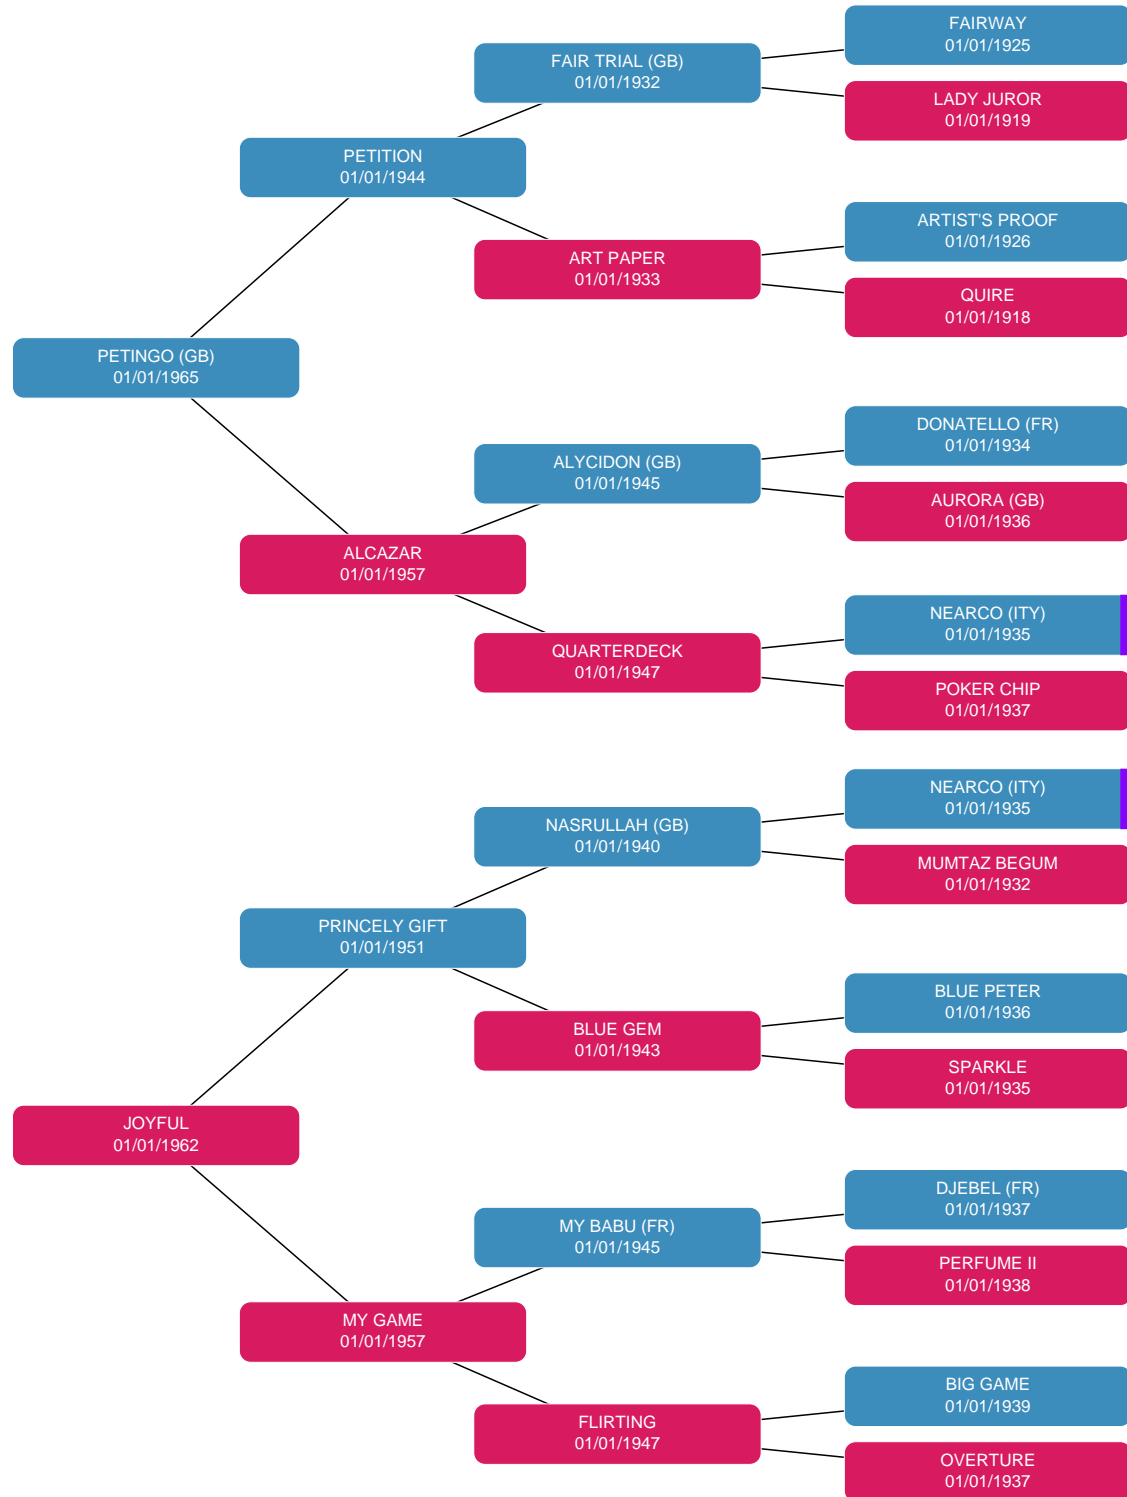 FAIRWAY
01/01/1925
FAIR TRIAL (GB)
01/01/1932
LADY JUROR
01/01/1919
PETITION
01/01/1944
ARTIST'S PROOF
01/01/1926
ART PAPER
01/01/1933
QUIRE
01/01/1918
PETINGO (GB)
01/01/1965
DONATELLO (FR)
01/01/1934
ALYCIDON (GB)
01/01/1945
AURORA (GB)
01/01/1936
ALCAZAR
01/01/1957
NEARCO (ITY)
01/01/1935
QUARTERDECK
01/01/1947
POKER CHIP
01/01/1937
NEARCO (ITY)
01/01/1935
NASRULLAH (GB)
01/01/1940
MUMTAZ BEGUM
01/01/1932
PRINCELY GIFT
01/01/1951
BLUE PETER
01/01/1936
BLUE GEM
01/01/1943
SPARKLE
01/01/1935
JOYFUL
01/01/1962
DJEBEL (FR)
01/01/1937
MY BABU (FR)
01/01/1945
PERFUME II
01/01/1938
MY GAME
01/01/1957
BIG GAME
01/01/1939
FLIRTING
01/01/1947
OVERTURE
01/01/1937